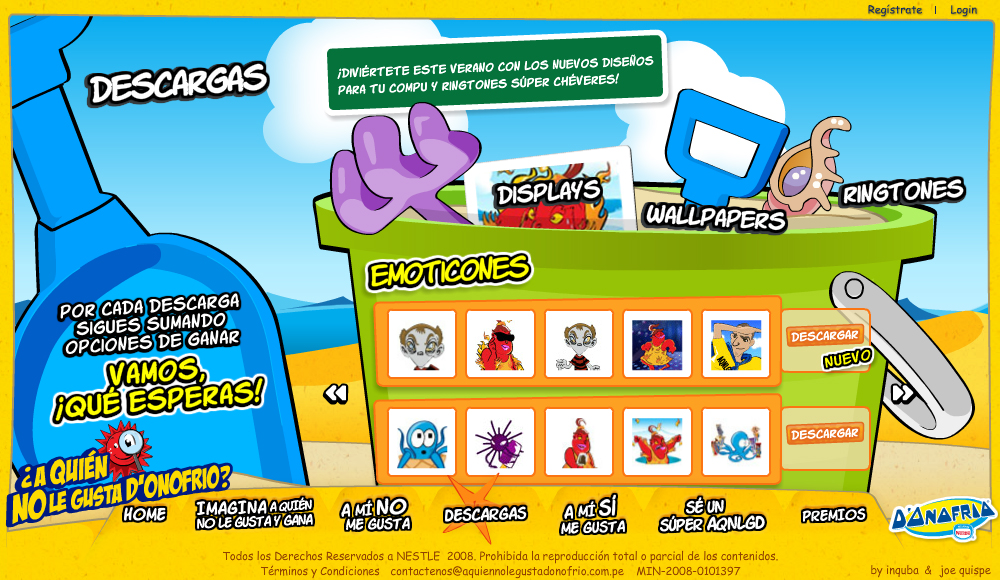 Regístrate | Login
DESCARGAS
¡DIVIÉRTETE ESTE VERANO CON LOS NUEVOS DISEÑOS
PARA TU COMPU Y RINGTONES SÚPER CHÉVERES!
DISPLAYS
WALLPAPERS
RINGTONES
EMOTICONES
POR CADA DESCARGA
SIGUES SUMANDO
OPCIONES DE GANAR
VAMOS,
¡QUÉ ESPERAS!
DESCARGAR
NUEVO
DESCARGAR
¿A QUIÉN
NO LE GUSTA D'ONOFRIO?
HOME
IMAGINA A QUIÉN
NO LE GUSTA Y GANA
A MÍ NO
ME GUSTA
DESCARGAS
A MÍ SÍ
ME GUSTA
SÉ UN
SÚPER AQNLGD
PREMIOS
D'ONOFRIO
Nestlé
Todos los Derechos Reservados a NESTLE 2008. Prohibida la reproducción total o parcial de los contenidos.
Términos y Condiciones contactenos@aquiennolegustadonofrio.com.pe MIN-2008-0101397
by inquba & joe quispe